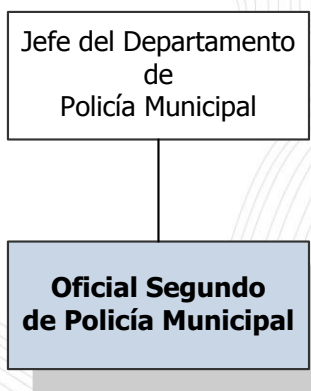 Jefe del Departamento
de
Policía Municipal
Oficial Segundo
de Policía Municipal